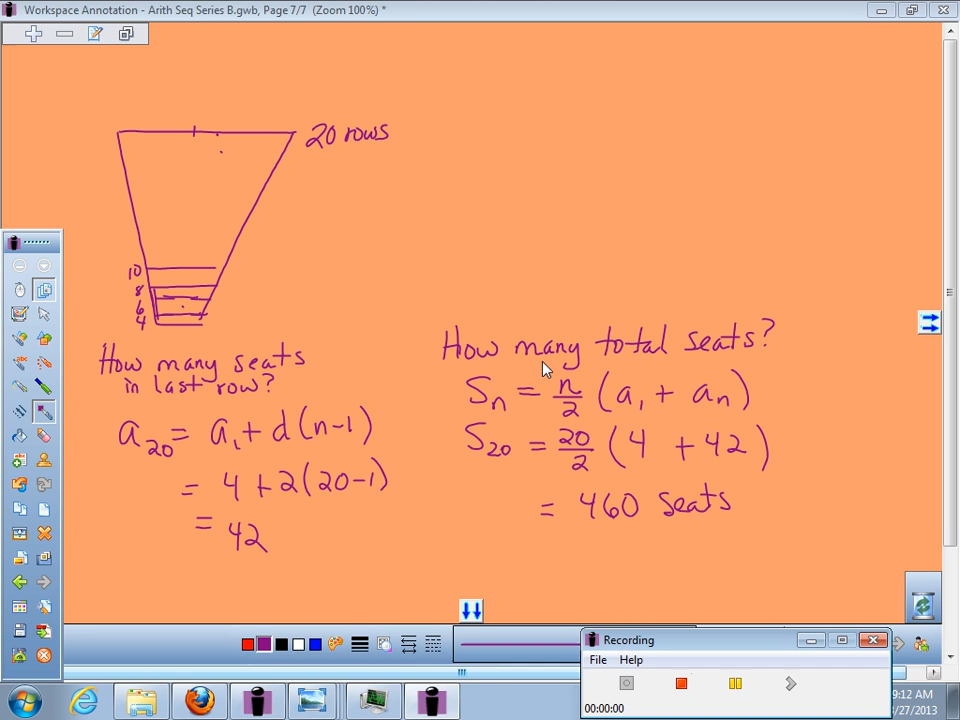 Workspace Annotation - Arith Seq Series B.gwb, Page 7/7 (Zoom 100%) *
20 rows
10
8
6
4
How many seats
in last row?
a20 = a1 + d(n-1)
= 4 + 2(20-1)
= 42
How many total seats?
Sn = n/2 (a1 + an)
S20 = 20/2 (4 + 42)
= 460 seats
Recording
File Help
00:00:00
9:12 AM
/27/2013